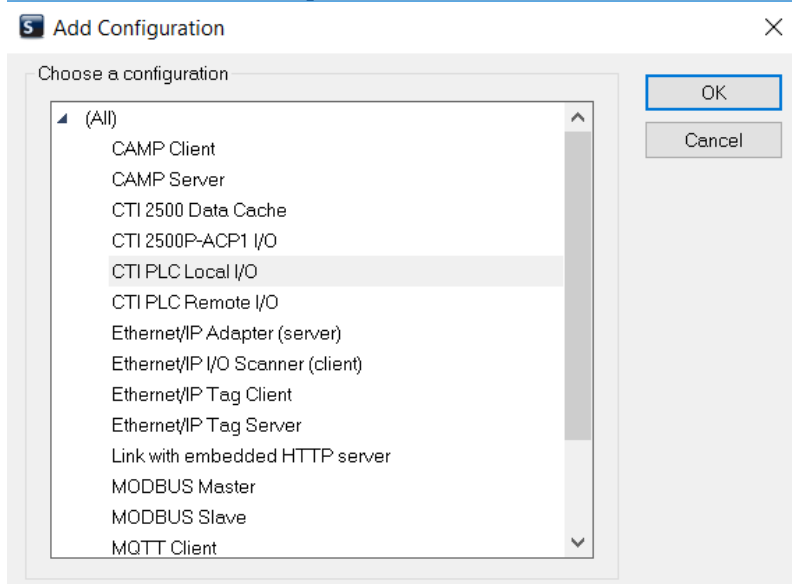 S Add Configuration
Choose a configuration
OK
(All)
Cancel
CAMP Client
CAMP Server
CTI 2500 Data Cache
CTI 2500P-ACP1 I/O
CTI PLC Local I/O
CTI PLC Remote I/O
Ethernet/IP Adapter (server)
Ethernet/IP I/O Scanner (client)
Ethernet/IP Tag Client
Ethernet/IP Tag Server
Link with embedded HTTP server
MODBUS Master
MODBUS Slave
MQTT Client